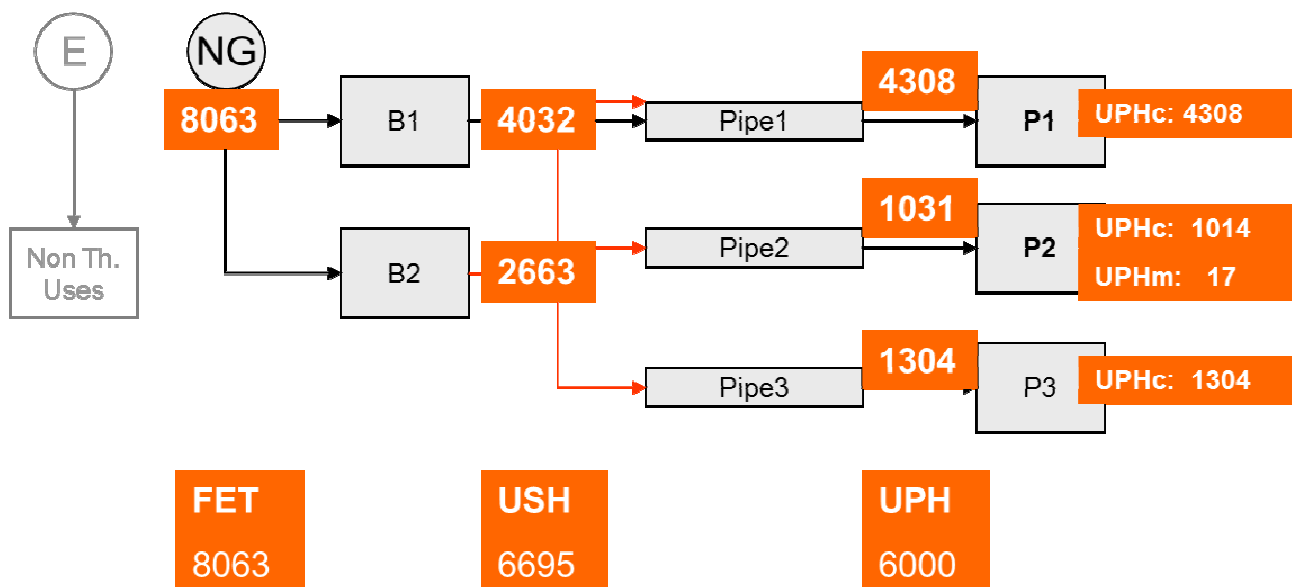 E
NG
8063
B1
4032
Pipe1
4308
P1
UPHc: 4308
Non Th.
Uses
B2
2663
Pipe2
1031
P2
UPHc: 1014
UPHm: 17
Pipe3
1304
P3
UPHc: 1304
FET
8063
USH
6695
UPH
6000